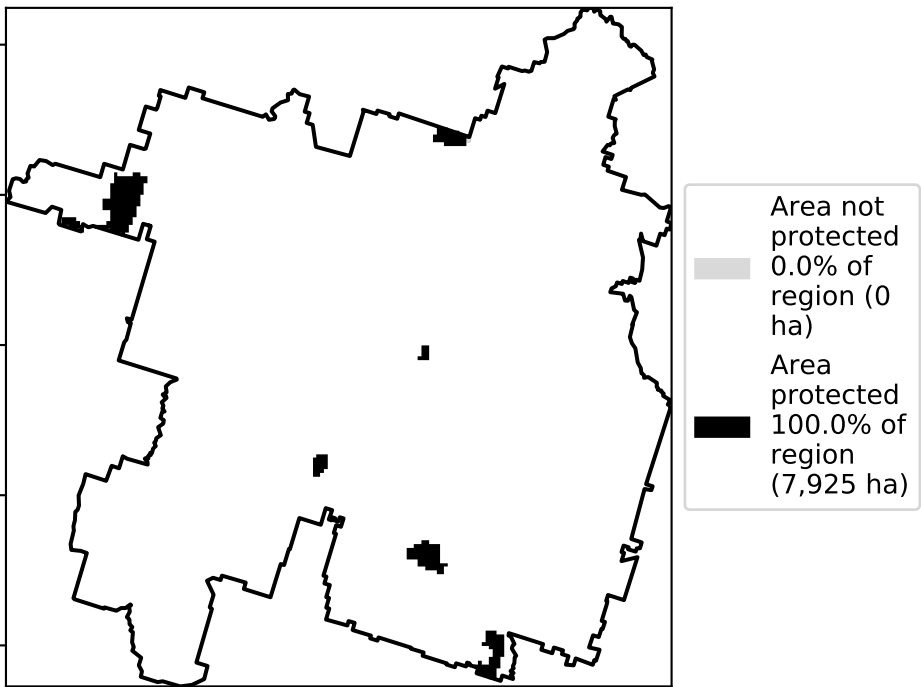 Area not
protected
0.0% of
region (0
ha)
Area
protected
100.0% of
region
(7,925 ha)